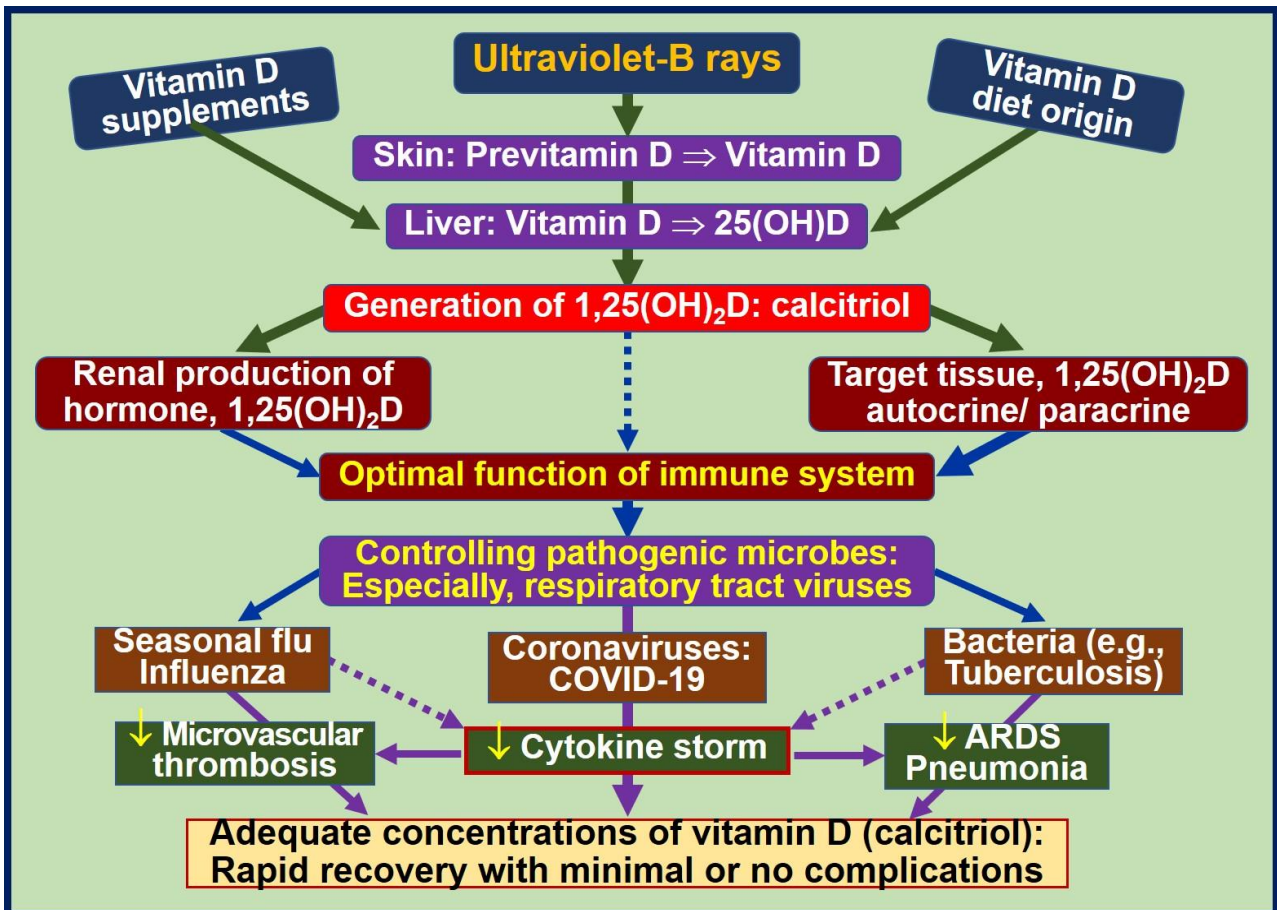 Vitamin D
supplements
Ultraviolet-B rays
Vitamin D
diet origin
Skin: Previtamin D ⇒ Vitamin D
Liver: Vitamin D ⇒ 25(OH)D
Generation of 1,25(OH)₂D: calcitriol
Renal production of
hormone, 1,25(OH)₂D
Target tissue, 1,25(OH)₂D
autocrine/ paracrine
Optimal function of immune system
Controlling pathogenic microbes:
Especially, respiratory tract viruses
Seasonal flu
Influenza
Coronaviruses:
COVID-19
Bacteria (e.g.,
Tuberculosis)
↓ Microvascular
thrombosis
↓ Cytokine storm
↓ ARDS
Pneumonia
Adequate concentrations of vitamin D (calcitriol):
Rapid recovery with minimal or no complications